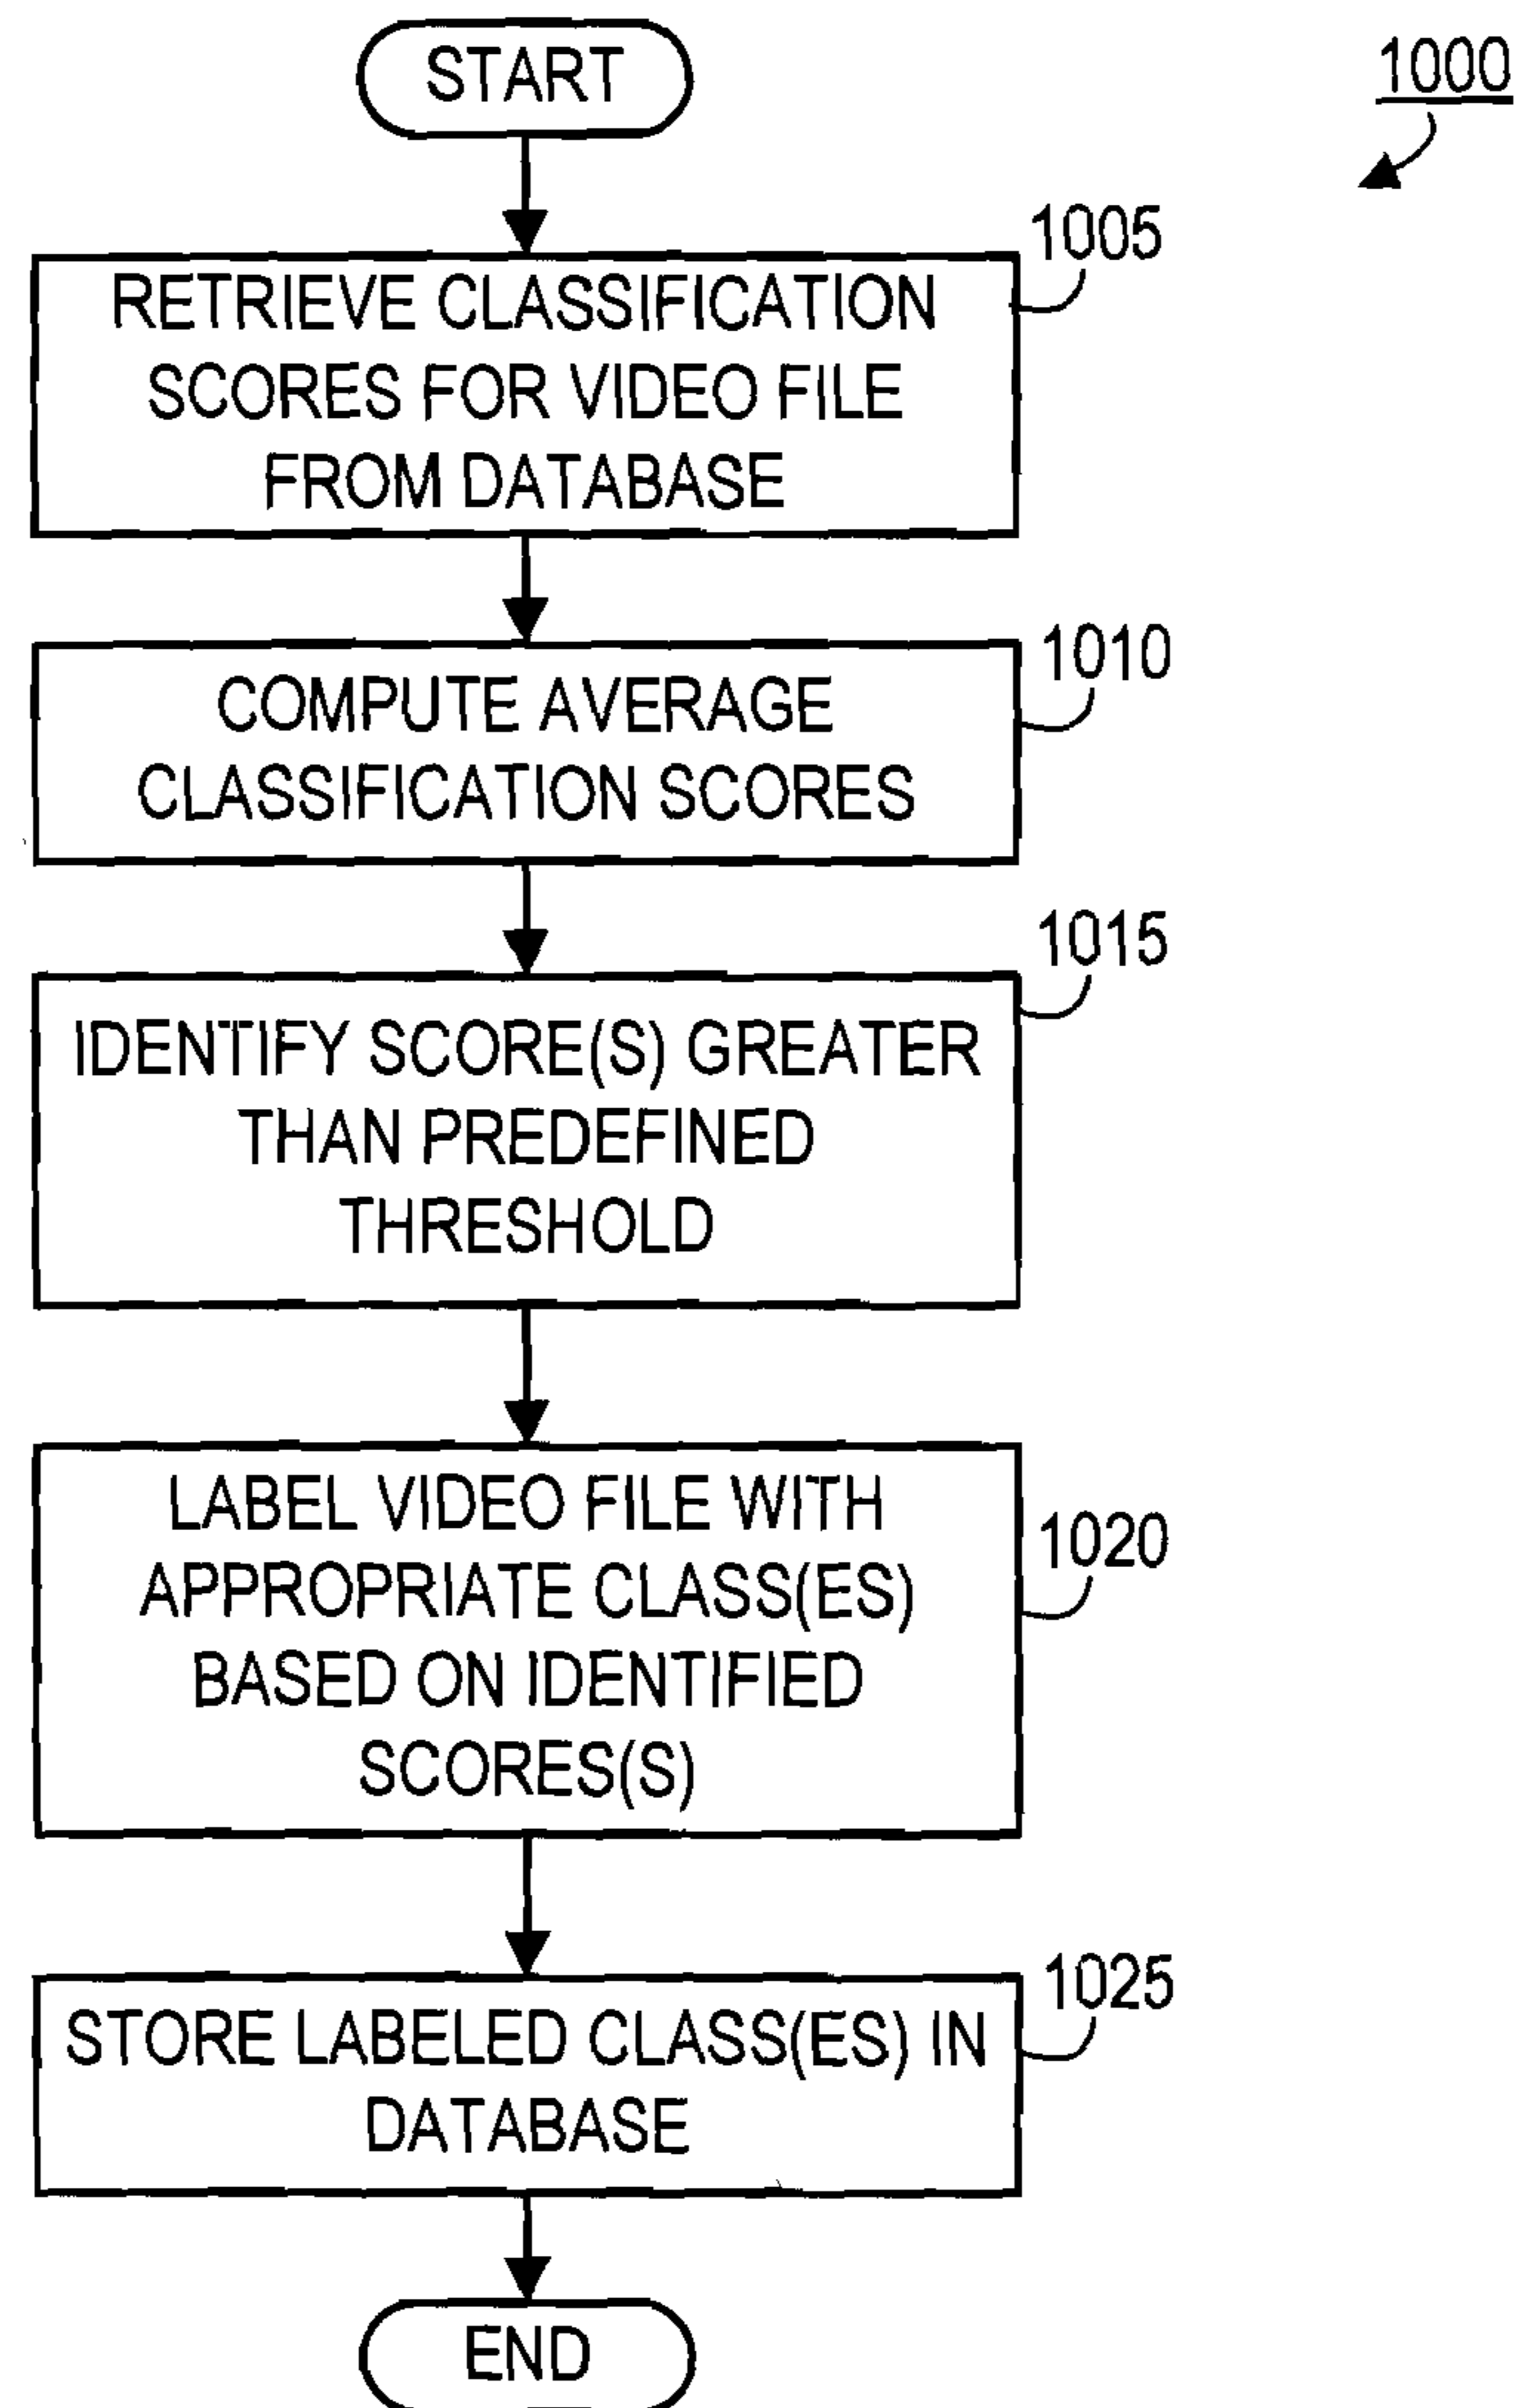 START
1000
1005
RETRIEVE CLASSIFICATION
SCORES FOR VIDEO FILE
FROM DATABASE
1010
COMPUTE AVERAGE
CLASSIFICATION SCORES
1015
IDENTIFY SCORE(S) GREATER
THAN PREDEFINED
THRESHOLD
1020
LABEL VIDEO FILE WITH
APPROPRIATE CLASS(ES)
BASED ON IDENTIFIED
SCORES(S)
1025
STORE LABELED CLASS(ES) IN
DATABASE
END